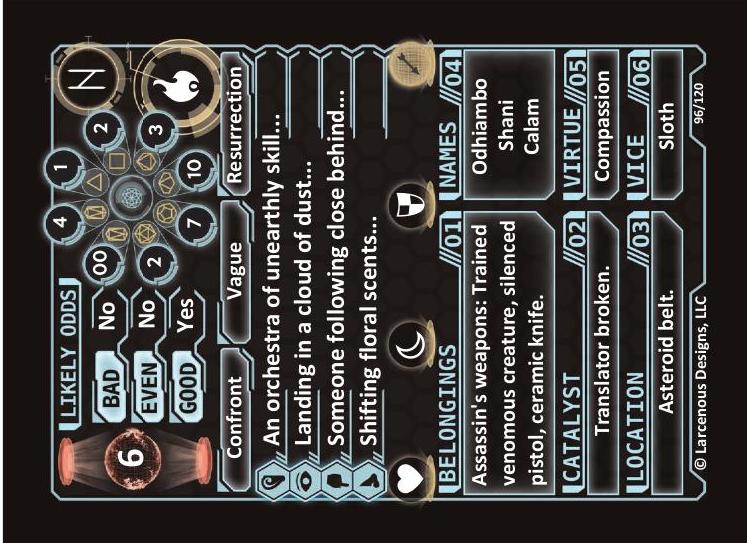 6
LIKELY ODDS
BAD No
EVEN No
GOOD Yes
4
1
2
3
10
7
2
00
Confront Vague Resurrection
An orchestra of unearthly skill...
Landing in a cloud of dust...
Someone following close behind...
Shifting floral scents...
BELONGINGS //01
Assassin's weapons: Trained
venomous creature, silenced
pistol, ceramic knife.
NAMES //04
Odhiambo
Shani
Calam
CATALYST //02
Translator broken.
VIRTUE //05
Compassion
LOCATION //03
Asteroid belt.
VICE //06
Sloth
© Larcenous Designs, LLC
96/120